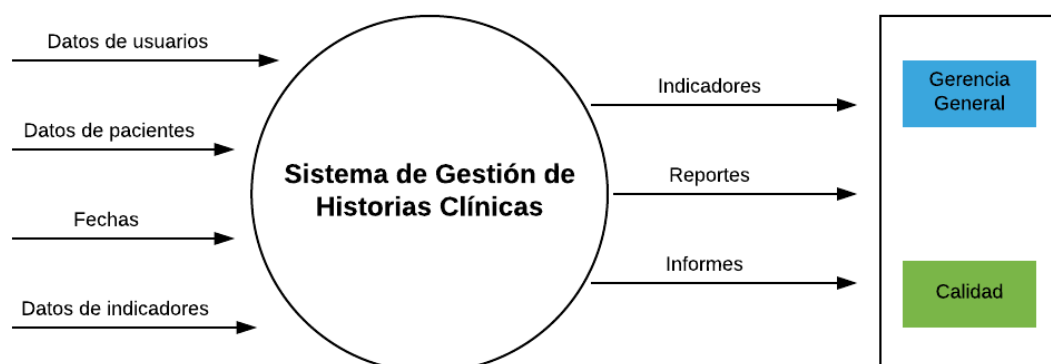 Datos de usuarios
Datos de pacientes
Fechas
Datos de indicadores
Sistema de Gestión de
Historias Clínicas
Indicadores
Reportes
Informes
Gerencia
General
Calidad